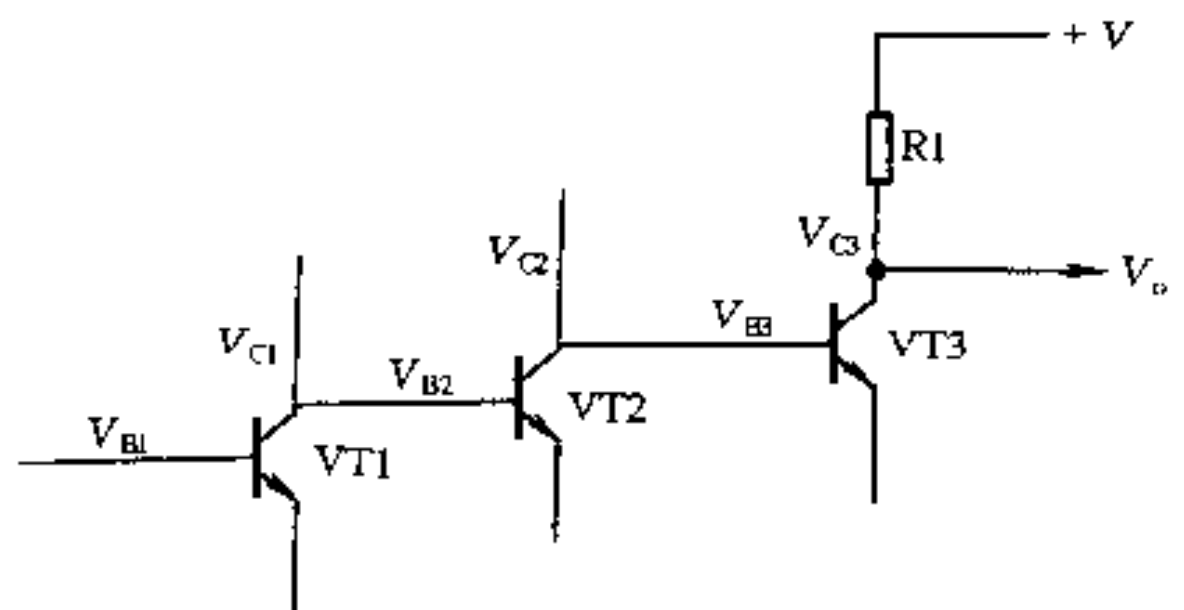 + V
R1
V_C3
V_o
V_C2
V_B3
VT3
V_C1
V_B2
VT2
V_B1
VT1